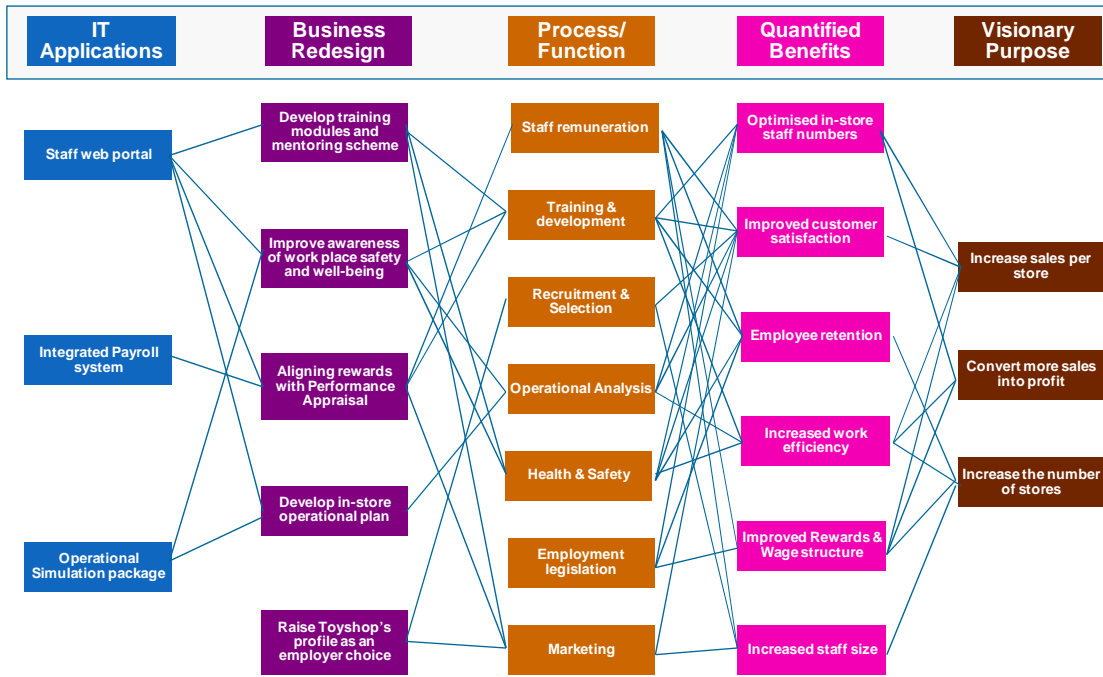 IT
Applications
Business
Redesign
Process/
Function
Quantified
Benefits
Visionary
Purpose
Staff web portal
Integrated Payroll
system
Operational
Simulation package
Develop training
modules and
mentoring scheme
Improve awareness
of work place safety
and well-being
Aligning rewards
with Performance
Appraisal
Develop in-store
operational plan
Raise Toyshop's
profile as an
employer choice
Staff remuneration
Training &
development
Recruitment &
Selection
Operational Analysis
Health & Safety
Employment
legislation
Marketing
Optimised in-store
staff numbers
Improved customer
satisfaction
Employee retention
Increased work
efficiency
Improved Rewards &
Wage structure
Increased staff size
Increase sales per
store
Convert more sales
into profit
Increase the number
of stores